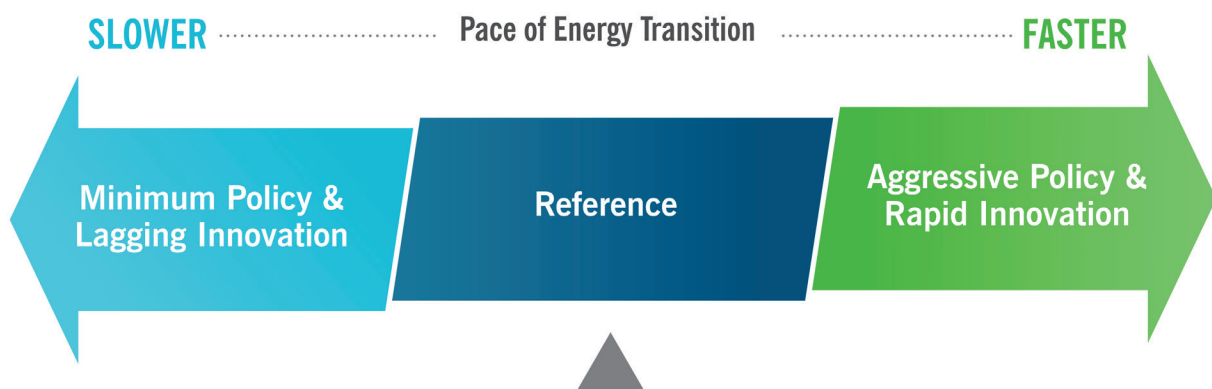 SLOWER Pace of Energy Transition FASTER
Minimum Policy &
Lagging Innovation
Reference
Aggressive Policy &
Rapid Innovation